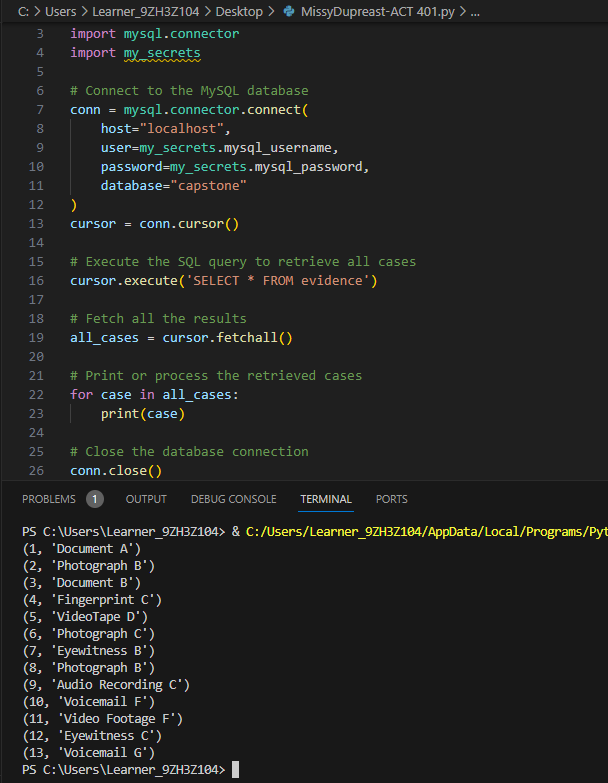 C: > Users > Learner_9ZH3Z104 > Desktop > MissyDupreast-ACT 401.py > ...
3 import mysql.connector
4 import my_secrets
5
6 # Connect to the MySQL database
7 conn = mysql.connector.connect(
8     host="localhost",
9     user=my_secrets.mysql_username,
10     password=my_secrets.mysql_password,
11     database="capstone"
12 )
13 cursor = conn.cursor()
14
15 # Execute the SQL query to retrieve all cases
16 cursor.execute('SELECT * FROM evidence')
17
18 # Fetch all the results
19 all_cases = cursor.fetchall()
20
21 # Print or process the retrieved cases
22 for case in all_cases:
23     print(case)
24
25 # Close the database connection
26 conn.close()
PROBLEMS 1 OUTPUT DEBUG CONSOLE TERMINAL PORTS
PS C:\Users\Learner_9ZH3Z104> & C:/Users/Learner_9ZH3Z104/AppData/Local/Programs/Pyt
(1, 'Document A')
(2, 'Photograph B')
(3, 'Document B')
(4, 'Fingerprint C')
(5, 'VideoTape D')
(6, 'Photograph C')
(7, 'Eyewitness B')
(8, 'Photograph B')
(9, 'Audio Recording C')
(10, 'Voicemail F')
(11, 'Video Footage F')
(12, 'Eyewitness C')
(13, 'Voicemail G')
PS C:\Users\Learner_9ZH3Z104>